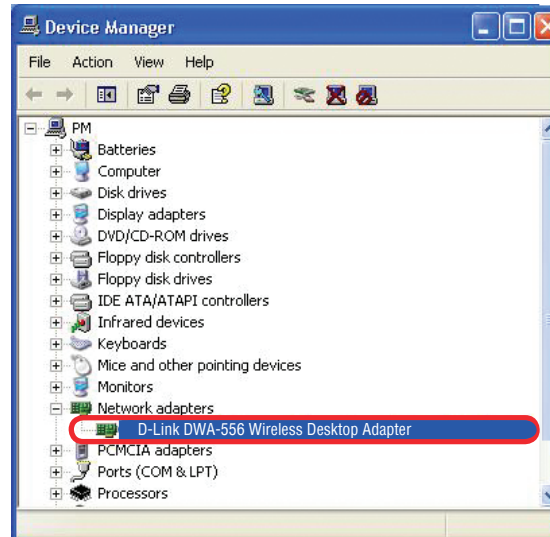 Device Manager
File Action View Help
PM
Batteries
Computer
Disk drives
Display adapters
DVD/CD-ROM drives
Floppy disk controllers
Floppy disk drives
IDE ATA/ATAPI controllers
Infrared devices
Keyboards
Mice and other pointing devices
Monitors
Network adapters
D-Link DWA-556 Wireless Desktop Adapter
PCMCIA adapters
Ports (COM & LPT)
Processors